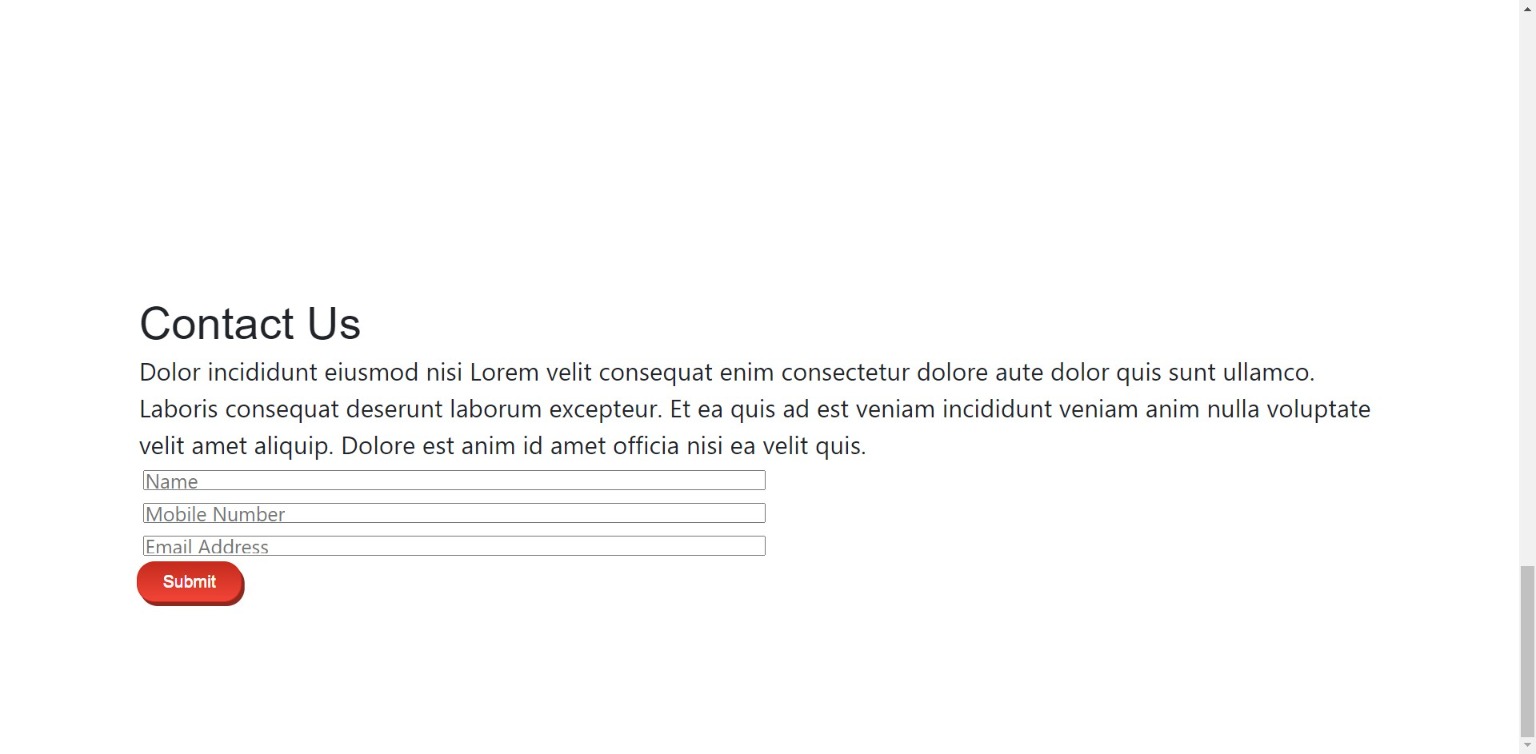 Contact Us
Dolor incididunt eiusmod nisi Lorem velit consequat enim consectetur dolore aute dolor quis sunt ullamco.
Laboris consequat deserunt laborum excepteur. Et ea quis ad est veniam incididunt veniam anim nulla voluptate
velit amet aliquip. Dolore est anim id amet officia nisi ea velit quis.
Name
Mobile Number
Email Address
Submit